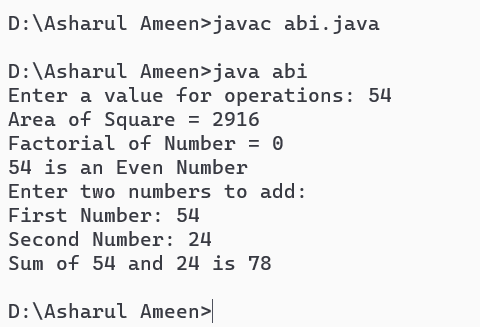 D:\Asharul Ameen>javac abi.java
D:\Asharul Ameen>java abi
Enter a value for operations: 54
Area of Square = 2916
Factorial of Number = 0
54 is an Even Number
Enter two numbers to add:
First Number: 54
Second Number: 24
Sum of 54 and 24 is 78
D:\Asharul Ameen>